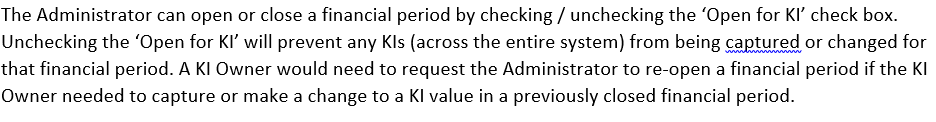 The Administrator can open or close a financial period by checking / unchecking the ‘Open for KI’ check box.
Unchecking the ‘Open for KI’ will prevent any KIs (across the entire system) from being captured or changed for
that financial period. A KI Owner would need to request the Administrator to re-open a financial period if the KI
Owner needed to capture or make a change to a KI value in a previously closed financial period.